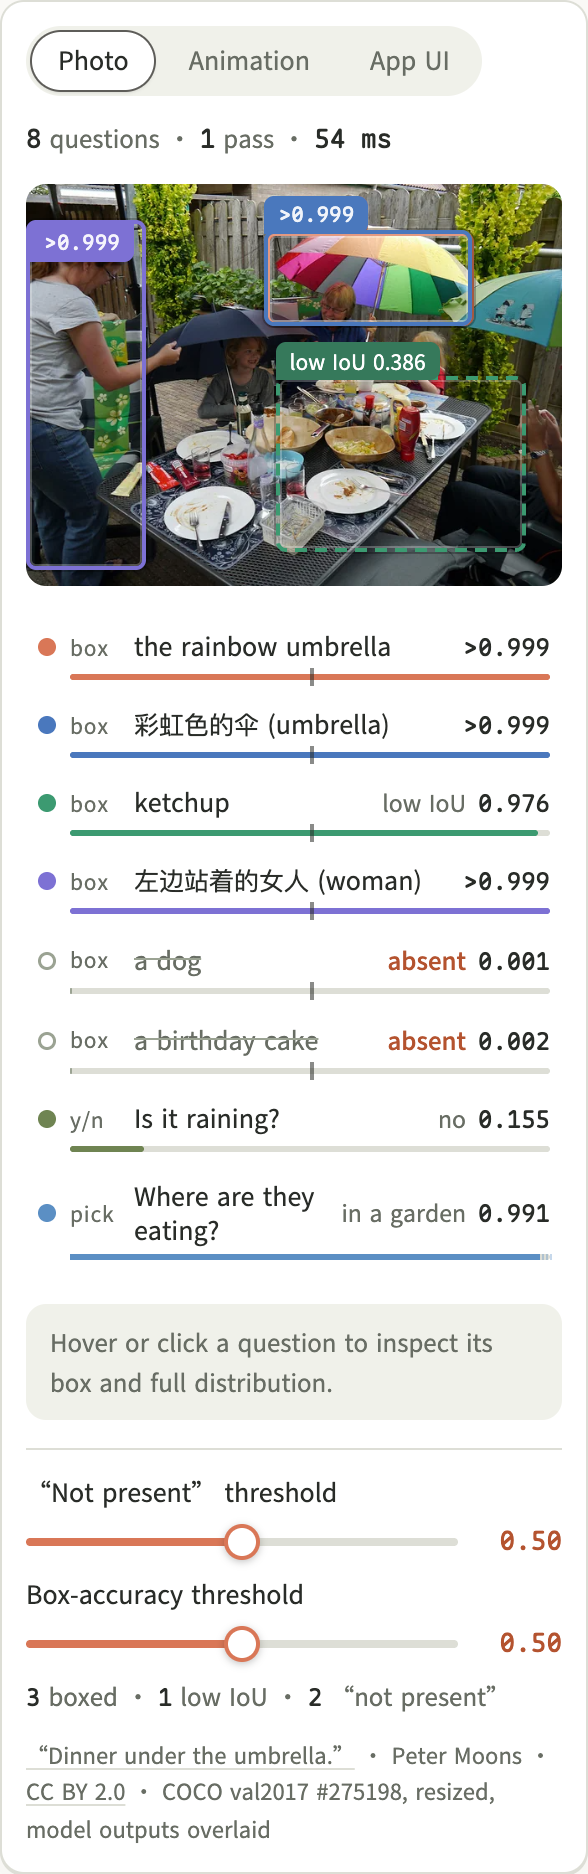 Photo Animation App UI
8 questions • 1 pass • 54 ms
>0.999
>0.999
low IoU 0.386
box the rainbow umbrella >0.999
box 彩虹色的伞 (umbrella) >0.999
box ketchup low IoU 0.976
box 左边站着的女人 (woman) >0.999
box a dog absent 0.001
box a birthday cake absent 0.002
y/n Is it raining? no 0.155
pick Where are they
eating? in a garden 0.991
Hover or click a question to inspect its
box and full distribution.
“Not present” threshold
0.50
Box-accuracy threshold
0.50
3 boxed • 1 low IoU • 2 “not present”
“Dinner under the umbrella.” • Peter Moons •
CC BY 2.0 • COCO val2017 #275198, resized,
model outputs overlaid